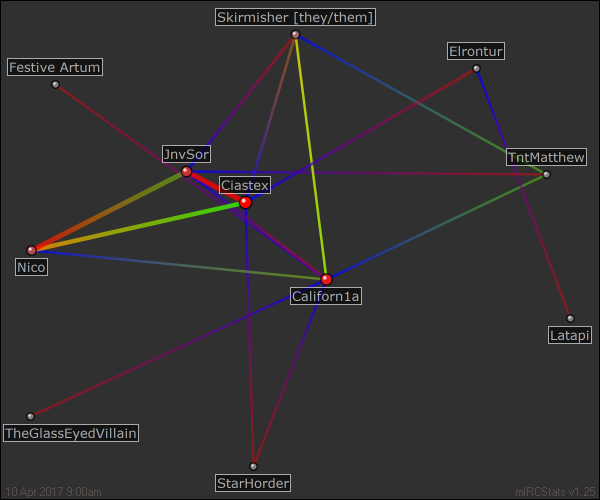 Skirmisher [they/them]
Elrontur
Festive Artum
JnvSor
TntMatthew
Ciastex
Nico
Californ1a
Latapi
TheGlassEyedVillain
StarHorder
10 Apr 2017 9:00am
mIRCStats v1.25